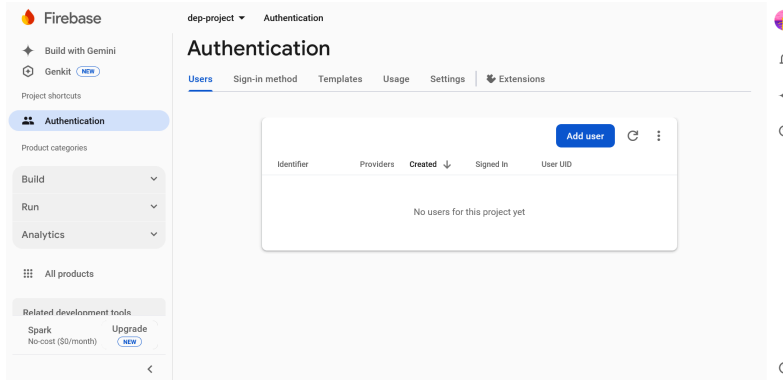 Firebase
dep-project Authentication
Build with Gemini
Genkit NEW
Project shortcuts
Authentication
Product categories
Build
Run
Analytics
All products
Related development tools
Spark
No-cost ($0/month)
Upgrade
NEW
Authentication
Users Sign-in method Templates Usage Settings Extensions
Add user
Identifier Providers Created Signed In User UID
No users for this project yet